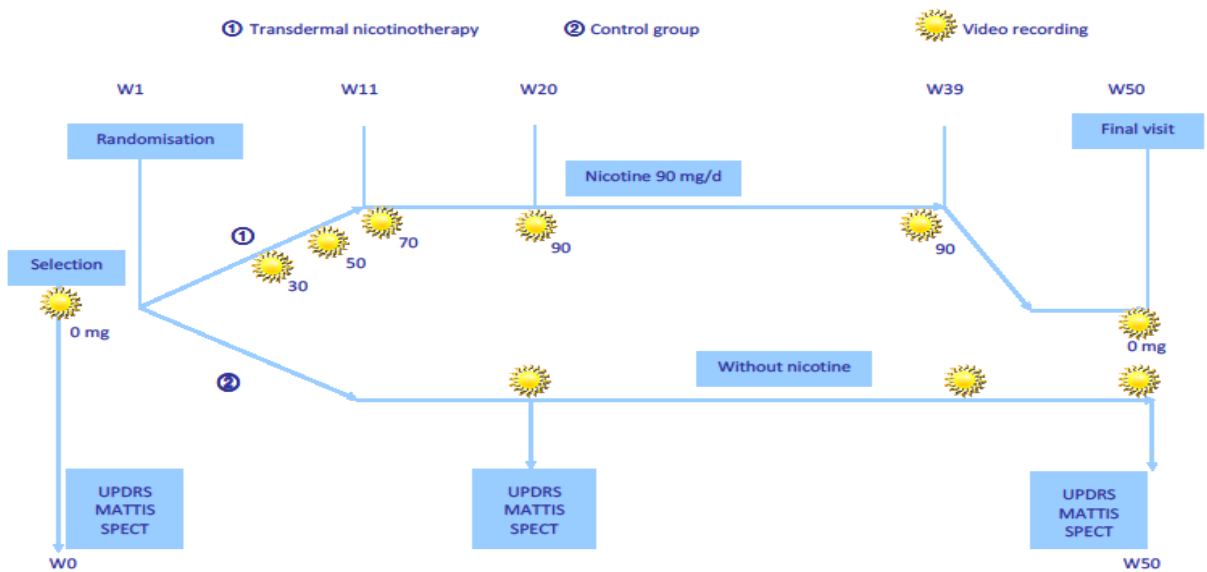 ① Transdermal nicotinotherapy
② Control group
Video recording
W1
W11
W20
W39
W50
Randomisation
Final visit
Nicotine 90 mg/d
①
70
90
90
50
Selection
30
0 mg
0 mg
Without nicotine
②
UPDRS
MATTIS
SPECT
UPDRS
MATTIS
SPECT
UPDRS
MATTIS
SPECT
W0
W50